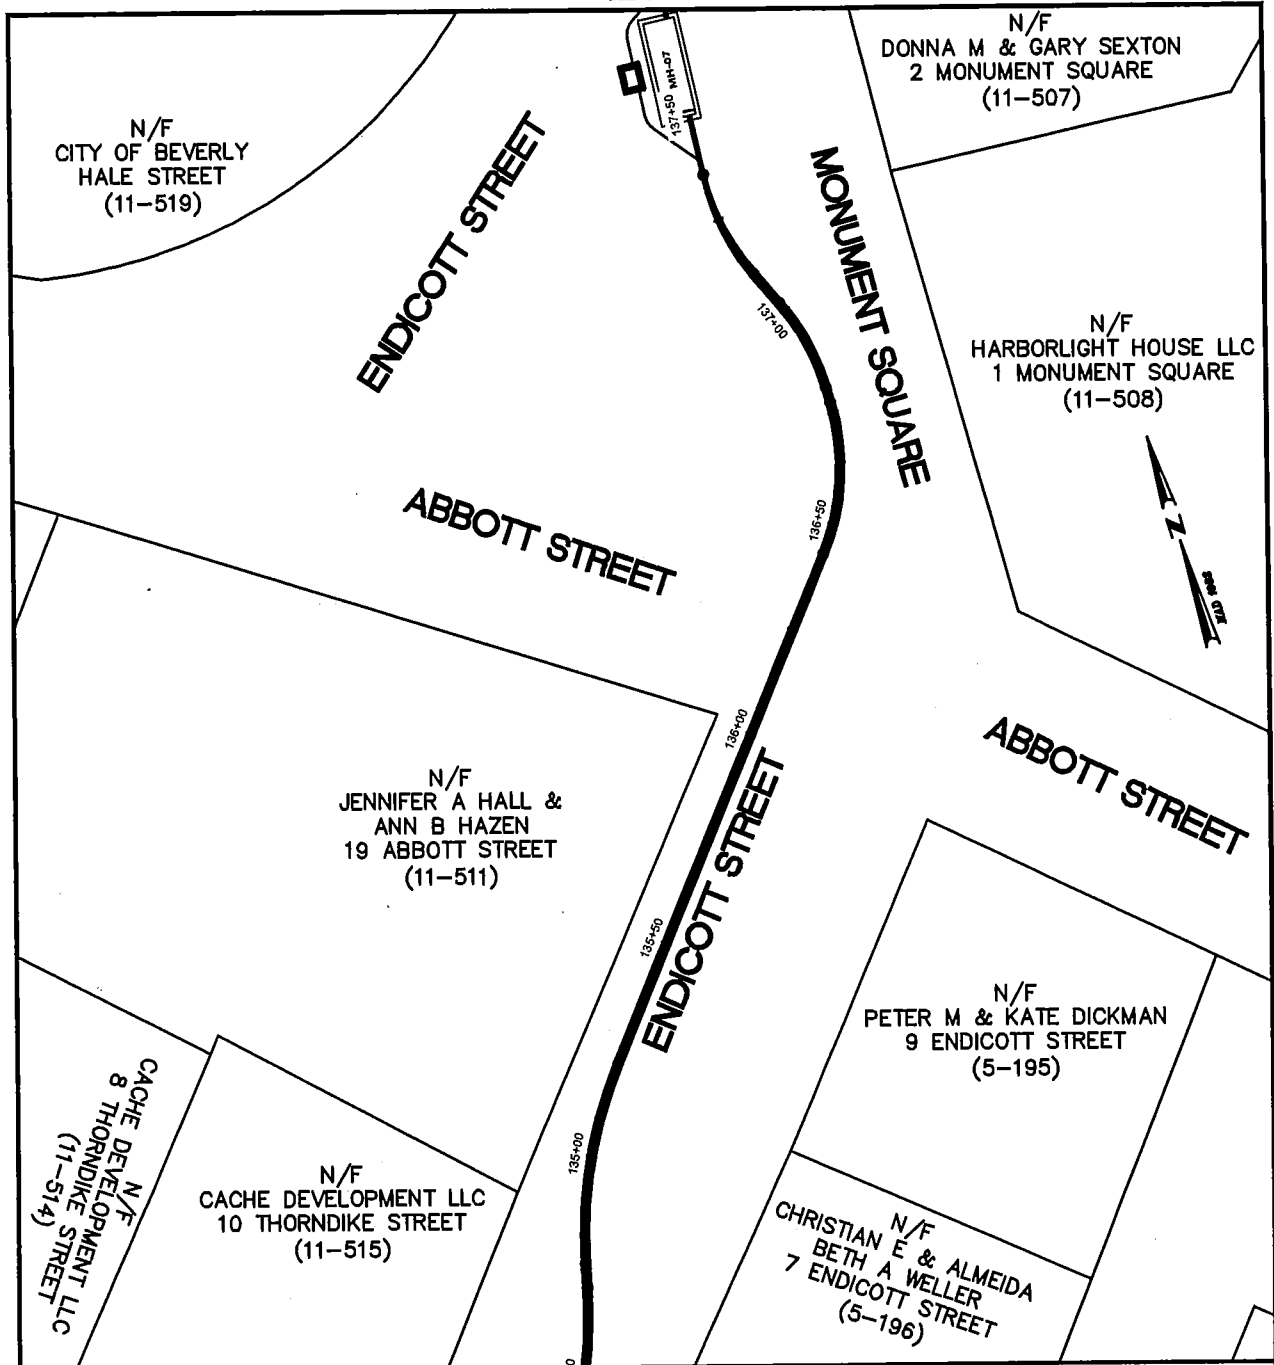 N/F
DONNA M & GARY SEXTON
2 MONUMENT SQUARE
(11-507)
137+50 MH-07
N/F
CITY OF BEVERLY
HALE STREET
(11-519)
ENDICOTT STREET
MONUMENT SQUARE
137+00
N/F
HARBORLIGHT HOUSE LLC
1 MONUMENT SQUARE
(11-508)
N
ABBOTT STREET
136+50
136+00
ABBOTT STREET
N/F
JENNIFER A HALL &
ANN B HAZEN
19 ABBOTT STREET
(11-511)
ENDICOTT STREET
135+50
N/F
PETER M & KATE DICKMAN
9 ENDICOTT STREET
(5-195)
135+00
N/F
CACHE DEVELOPMENT LLC
8 THORNDIKE STREET
(11-514)
N/F
CACHE DEVELOPMENT LLC
10 THORNDIKE STREET
(11-515)
N/F
CHRISTIAN E & ALMEIDA
BETH A WELLER
7 ENDICOTT STREET
(5-196)